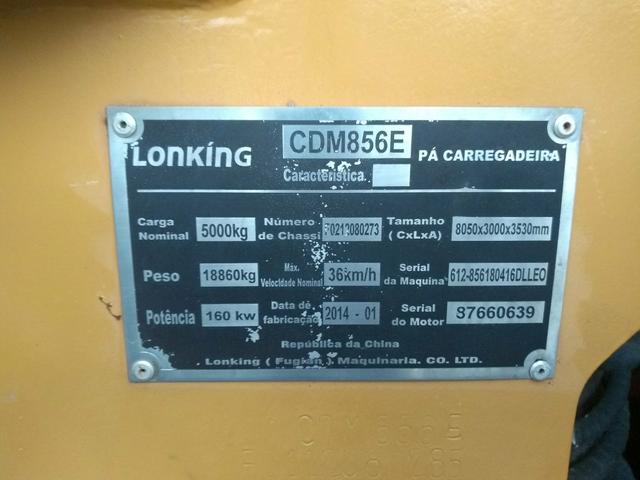 LONKING CDM856E PÁ CARREGADEIRA
Característica
Carga Nominal 5000kg Número de Chassi Tamanho (CxLxA) 8050x3000x3530mm
Peso 18860kg Máx. Velocidade Nominal 36km/h Serial da Maquina 612-856180416DLLEO
Potência 160 kw Data de fabricação 2014 - 01 Serial do Motor S7660639
República da China
Lonking ( Fugian ) Maquinaria. CO. LTD.